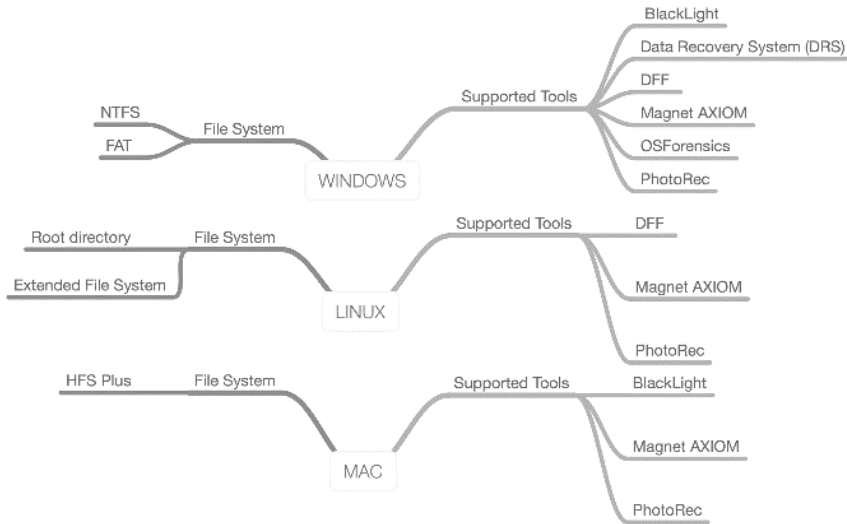 BlackLight
Data Recovery System (DRS)
DFF
Supported Tools
Magnet AXIOM
OSForensics
PhotoRec
NTFS
File System
FAT
WINDOWS
Root directory
File System
Extended File System
LINUX
Supported Tools
DFF
Magnet AXIOM
PhotoRec
HFS Plus
File System
MAC
Supported Tools
BlackLight
Magnet AXIOM
PhotoRec